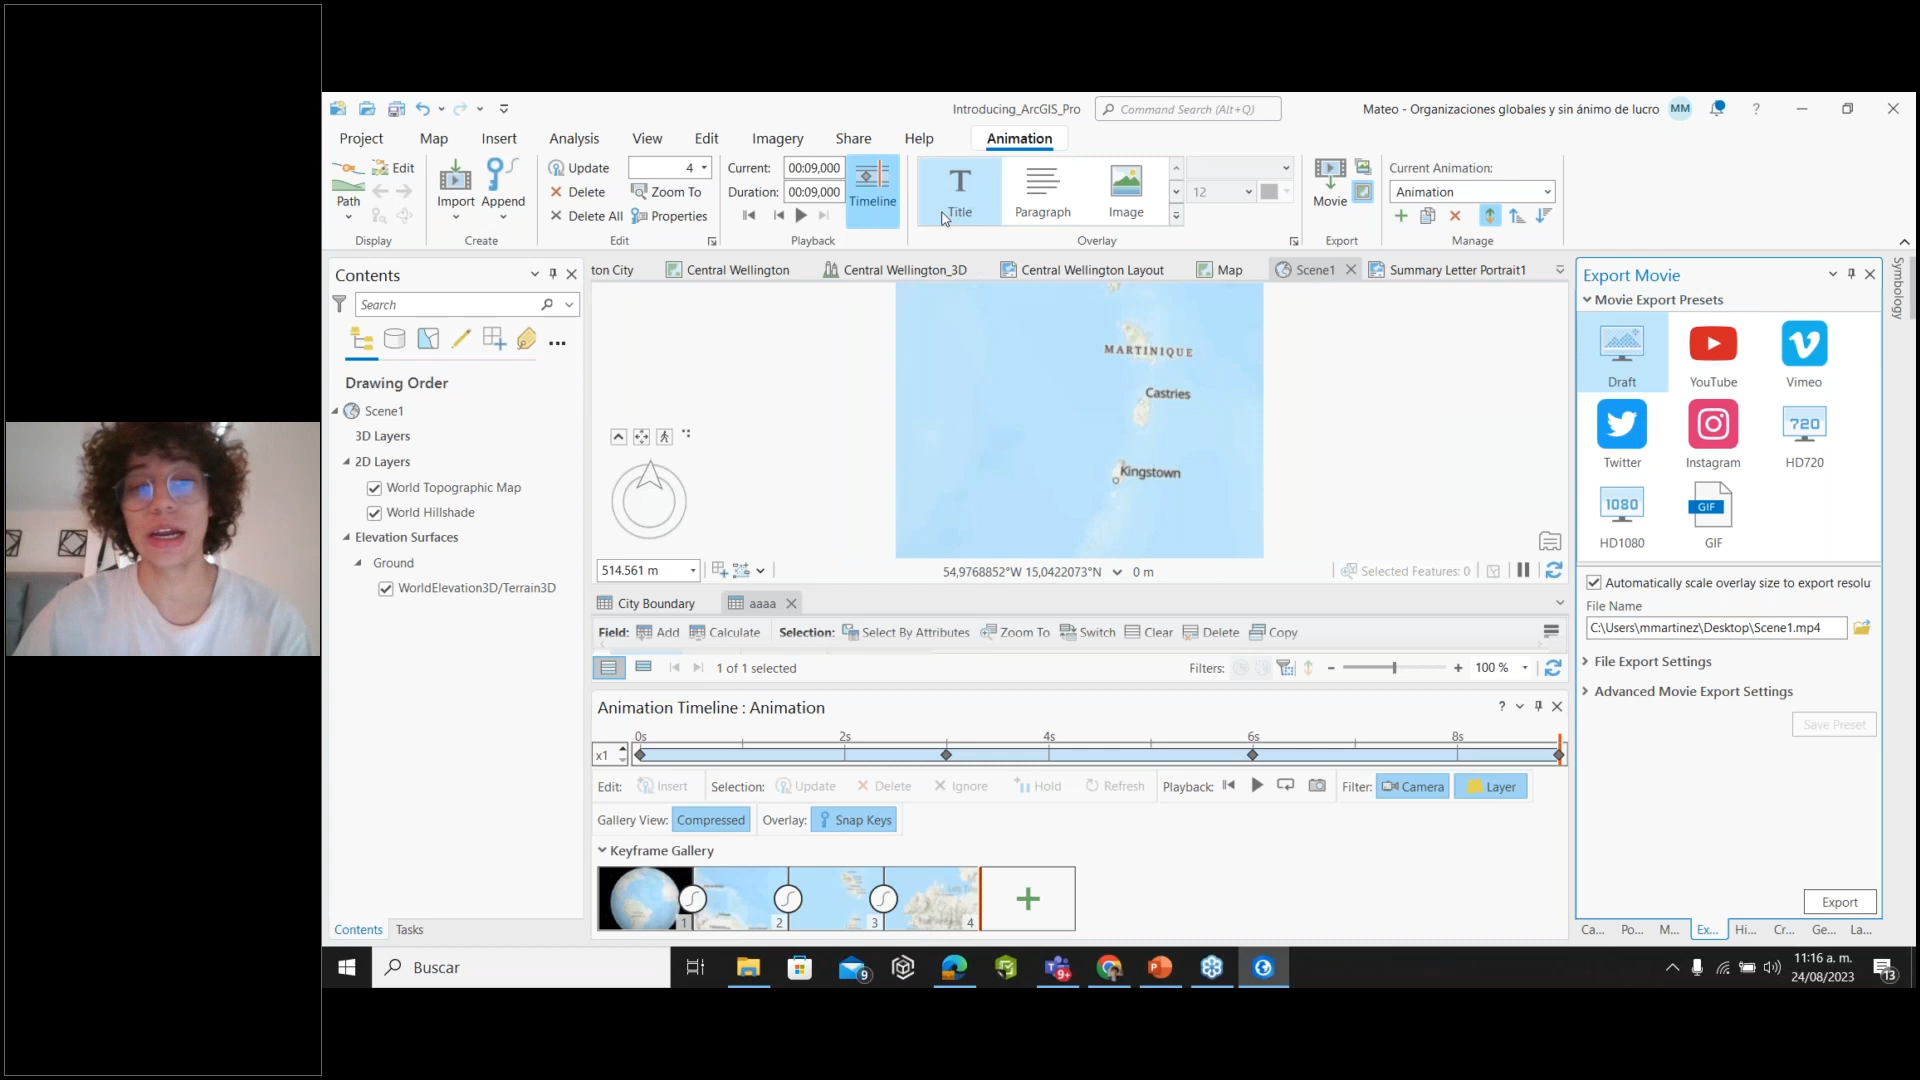 Introducing_ArcGIS_Pro
Command Search (Alt+Q)
Mateo - Organizaciones globales y sin ánimo de lucro
MM
?
Project
Map
Insert
Analysis
View
Edit
Imagery
Share
Help
Animation
Path
Edit
Display
Import
Append
Create
Update
4
Delete
Zoom To
Delete All
Properties
Edit
Current:
00:09,000
Duration:
00:09,000
Timeline
Playback
T
Title
Paragraph
Image
12
Overlay
Movie
Export
Current Animation:
Animation
Manage
Contents
Search
Drawing Order
Scene1
3D Layers
2D Layers
World Topographic Map
World Hillshade
Elevation Surfaces
Ground
WorldElevation3D/Terrain3D
Contents
Tasks
ton City
Central Wellington
Central Wellington_3D
Central Wellington Layout
Map
Scene1
Summary Letter Portrait1
MARTINIQUE
Castries
Kingstown
514.561 m
54,9768852°W 15,0422073°N
0 m
Selected Features: 0
City Boundary
aaaa
Field:
Add
Calculate
Selection:
Select By Attributes
Zoom To
Switch
Clear
Delete
Copy
1 of 1 selected
Filters:
100 %
Animation Timeline : Animation
?
0s
2s
4s
6s
8s
x1
Edit:
Insert
Selection:
Update
Delete
Ignore
Hold
Refresh
Playback:
Filter:
Camera
Layer
Gallery View:
Compressed
Overlay:
Snap Keys
Keyframe Gallery
1
2
3
4
Export Movie
Movie Export Presets
Draft
YouTube
Vimeo
Twitter
Instagram
720
HD720
1080
HD1080
GIF
GIF
Automatically scale overlay size to export resolu
File Name
C:\Users\mmartinez\Desktop\Scene1.mp4
File Export Settings
Advanced Movie Export Settings
Save Preset
Export
Ca...
Po...
M...
Ex...
Hi...
Cr...
Ge...
La...
Symbology
Buscar
9
9+
11:16 a. m.
24/08/2023
13